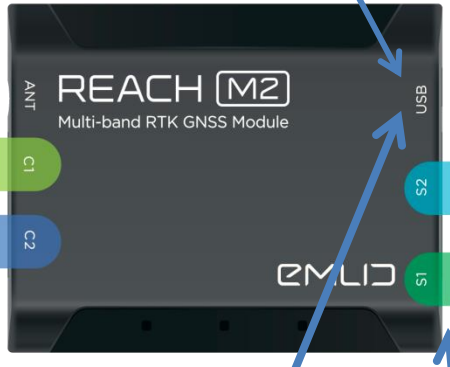 ANT
REACH M2
Multi-band RTK GNSS Module
USB
C1
S2
C2
EMLID
S1